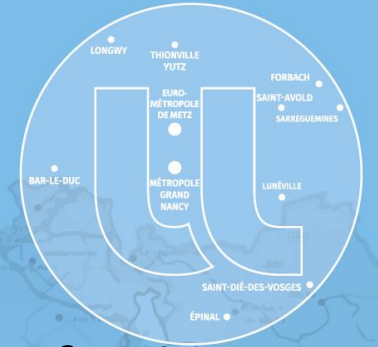 LONGWY
THIONVILLE
YUTZ
FORBACH
EURO-
MÉTROPOLE
DE METZ
SAINT-AVOLD
SARREGUEMINES
BAR-LE-DUC
MÉTROPOLE
GRAND
NANCY
LUNÉVILLE
SAINT-DIÉ-DES-VOSGES
ÉPINAL